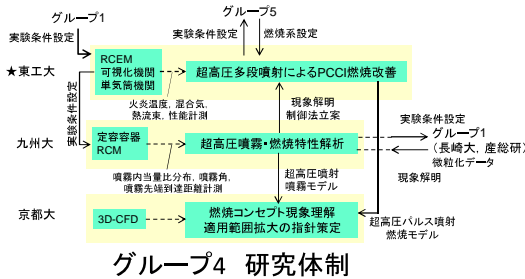 グループ1
グループ5
実験条件設定
実験条件設定
燃焼系設定
★東工大
RCEM
可視化機関
単気筒機関
超高圧多段噴射によるPCCI燃焼改善
火炎温度，混合気，
熱流束，性能計測
現象解明
制御法立案
実験条件設定
九州大
定容容器
RCM
超高圧噴霧・燃焼特性解析
実験条件設定
グループ1
（長崎大，産総研）
微粒化データ
現象解明
噴霧内当量比分布，噴霧角，
噴霧先端到達距離計測
超高圧噴射
噴霧モデル
京都大
3D-CFD
燃焼コンセプト現象理解
適用範囲拡大の指針策定
超高圧パルス噴射
燃焼モデル
グループ4 研究体制